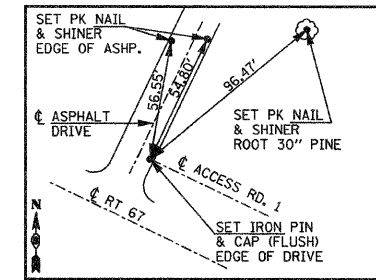 SET PK NAIL
& SHINER
EDGE OF ASHP.
56.55'
54.80'
96.47'
℄ ASPHALT
DRIVE
SET PK NAIL
& SHINER
ROOT 30" PINE
℄ ACCESS RD. 1
℄ RT 67
SET IRON PIN
& CAP (FLUSH)
EDGE OF DRIVE
N